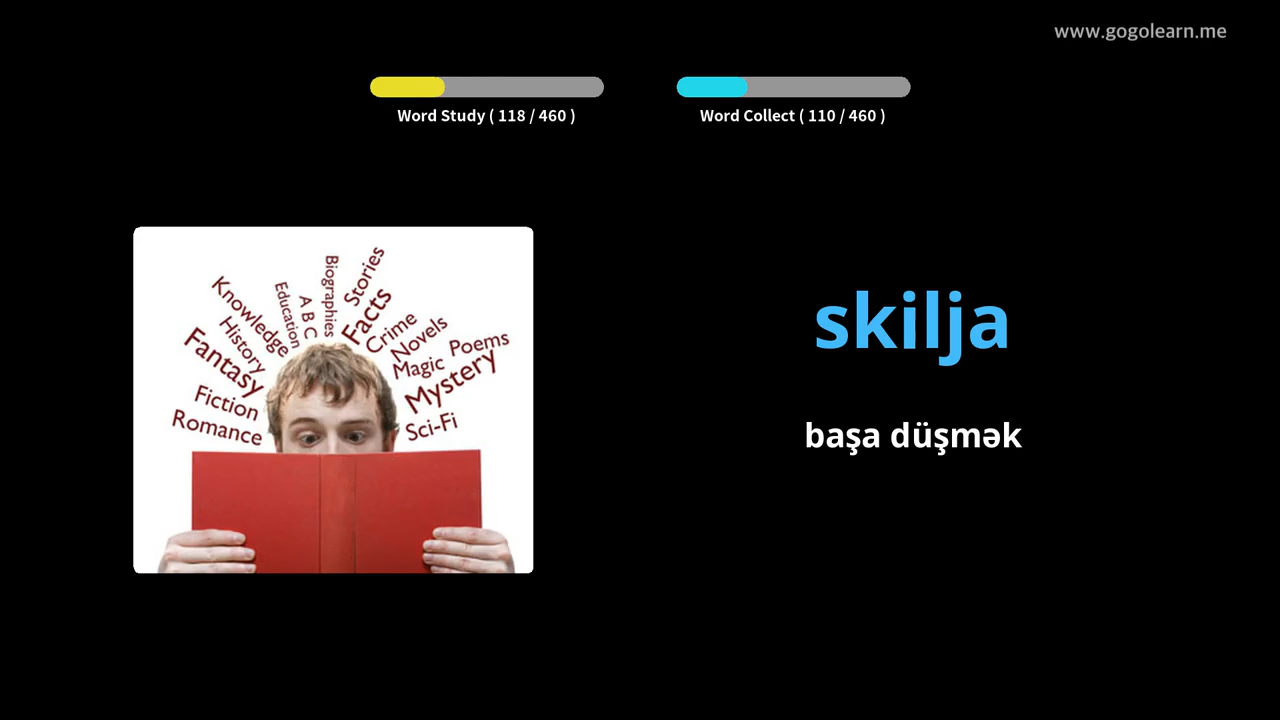 www.gogolearn.me
Word Study ( 118 / 460 )
Word Collect ( 110 / 460 )
Biographies
Stories
Education
A B C
Facts
Knowledge
Crime
History
Novels
Poems
Fantasy
Magic
Mystery
Fiction
Romance
Sci-Fi
skilja
başa düşmək